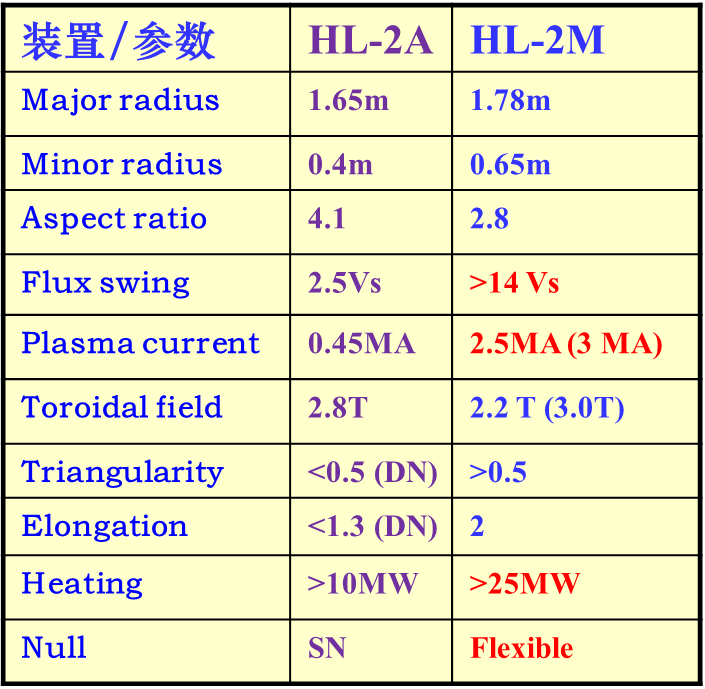 装置/参数 HL-2A HL-2M
Major radius 1.65m 1.78m
Minor radius 0.4m 0.65m
Aspect ratio 4.1 2.8
Flux swing 2.5Vs >14 Vs
Plasma current 0.45MA 2.5MA (3 MA)
Toroidal field 2.8T 2.2 T (3.0T)
Triangularity <0.5 (DN) >0.5
Elongation <1.3 (DN) 2
Heating >10MW >25MW
Null SN Flexible